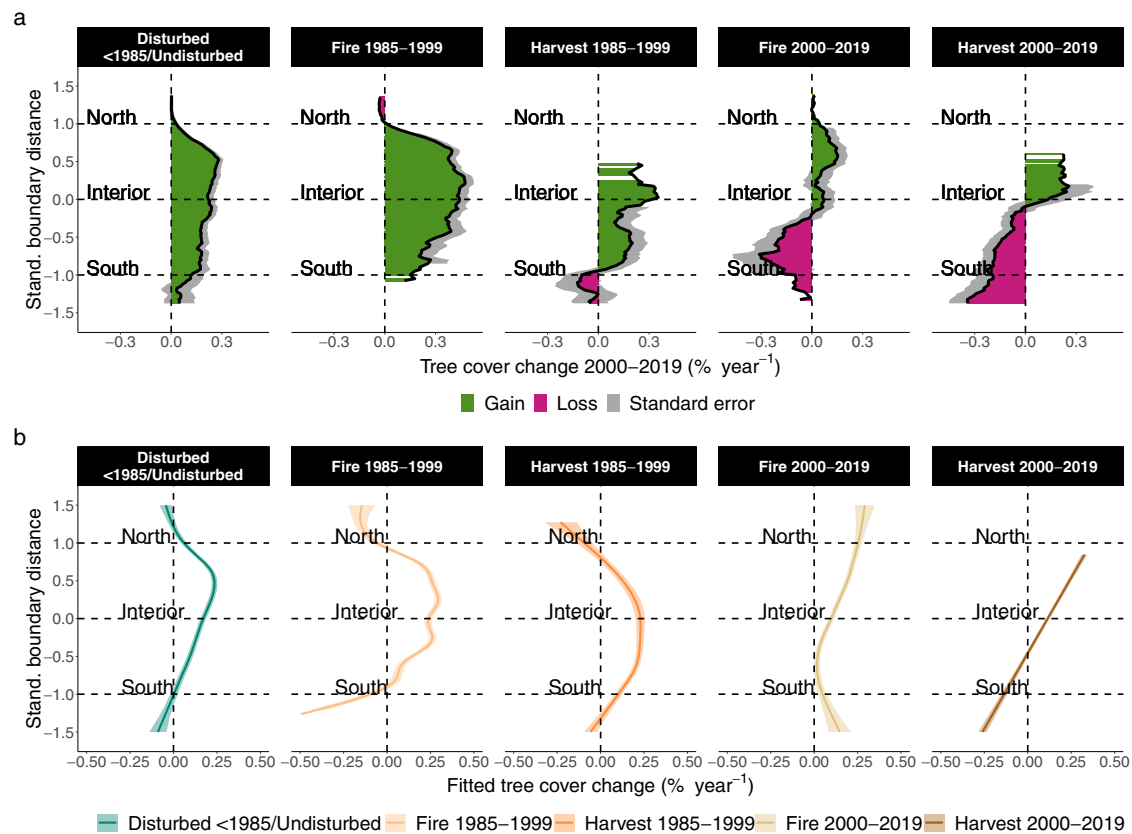 a
Disturbed
<1985/Undisturbed
Fire 1985–1999
Harvest 1985–1999
Fire 2000–2019
Harvest 2000–2019
Stand. boundary distance
1.5
1.0
0.5
0.0
−0.5
−1.0
−1.5
North
Interior
South
North
Interior
South
North
Interior
South
North
Interior
South
North
Interior
South
−0.3 0.0 0.3
−0.3 0.0 0.3
−0.3 0.0 0.3
−0.3 0.0 0.3
−0.3 0.0 0.3
Tree cover change 2000−2019 (% year−1)
Gain Loss Standard error
b
Disturbed
<1985/Undisturbed
Fire 1985–1999
Harvest 1985–1999
Fire 2000–2019
Harvest 2000–2019
Stand. boundary distance
1.5
1.0
0.5
0.0
−0.5
−1.0
−1.5
North
Interior
South
North
Interior
South
North
Interior
South
North
Interior
South
North
Interior
South
−0.50 −0.25 0.00 0.25 0.50
−0.50 −0.25 0.00 0.25 0.50
−0.50 −0.25 0.00 0.25 0.50
−0.50 −0.25 0.00 0.25 0.50
−0.50 −0.25 0.00 0.25 0.50
Fitted tree cover change (% year−1)
Disturbed <1985/Undisturbed Fire 1985−1999 Harvest 1985−1999 Fire 2000−2019 Harvest 2000−2019